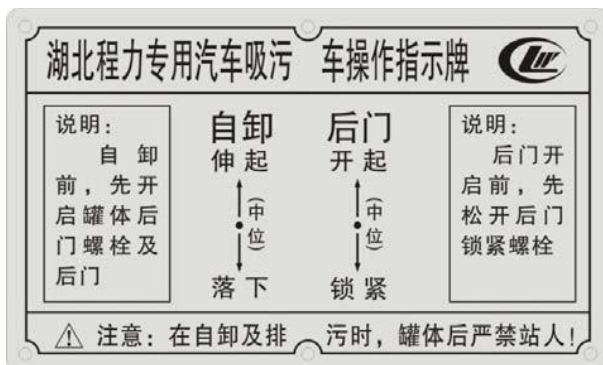 湖北程力专用汽车吸污 车操作指示牌
说明：
自卸
前，先开
启罐体后
门螺栓及
后门
自卸
伸起
(中位)
落下
后门
开起
(中位)
锁紧
说明：
后门开
启前，先
松开后门
锁紧螺栓
注意：在自卸及排 污时，罐体后严禁站人！